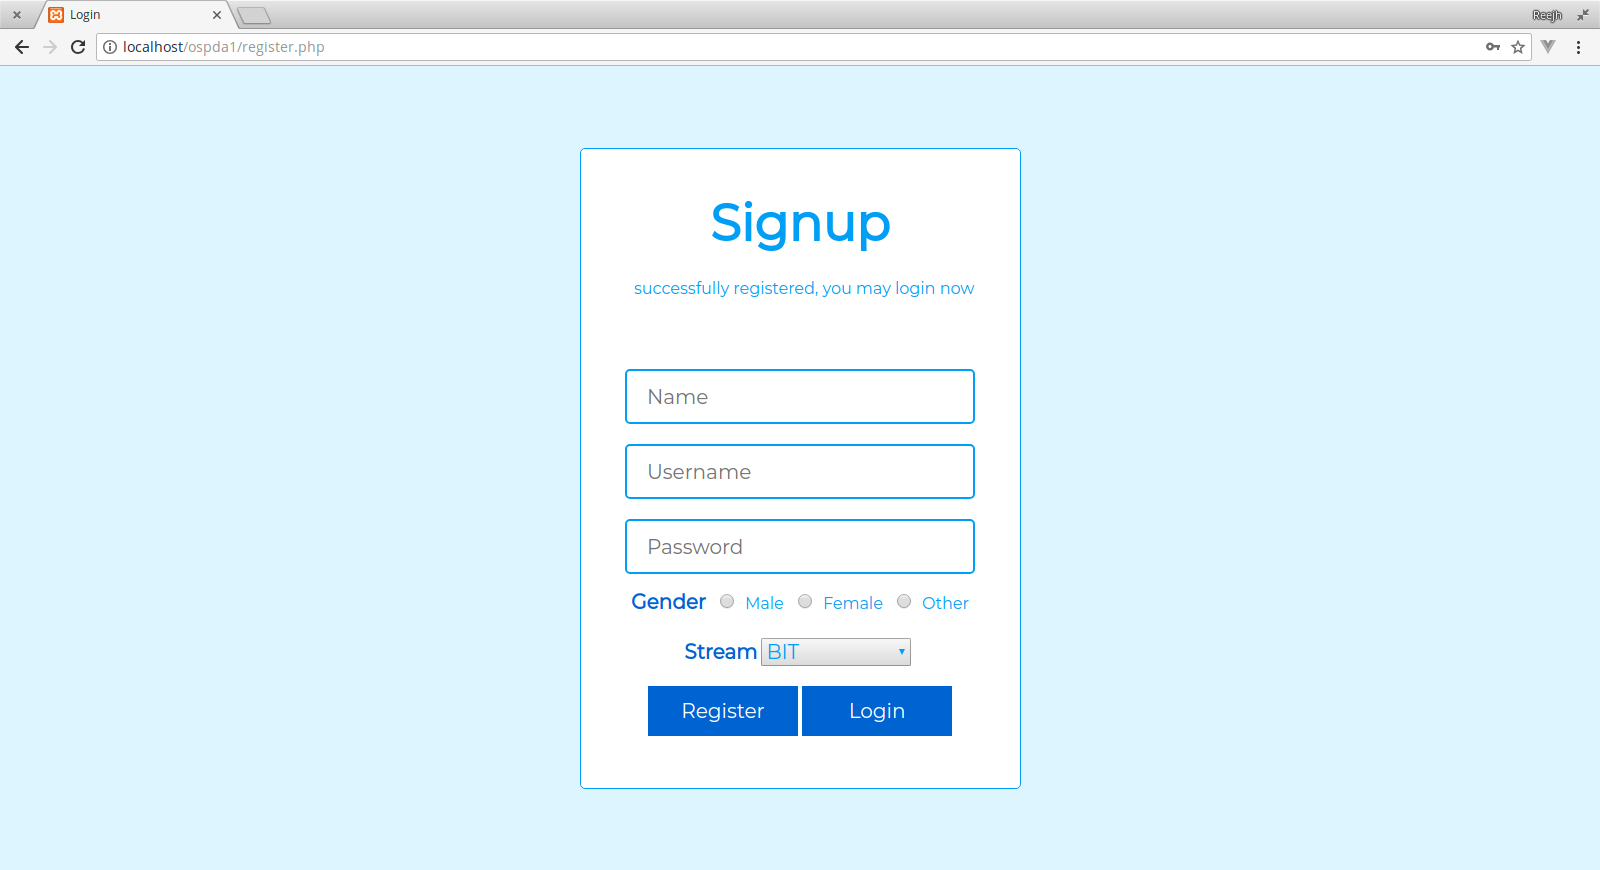 Login
Reejh
localhost/ospda1/register.php
Signup
successfully registered, you may login now
Name
Username
Password
Gender Male Female Other
Stream BIT
Register Login